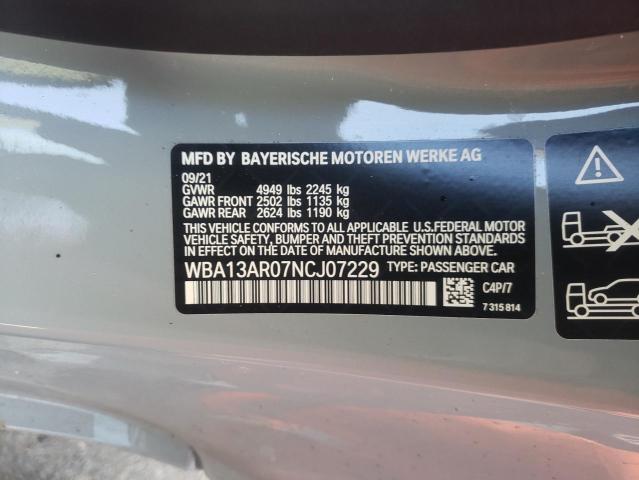 MFD BY BAYERISCHE MOTOREN WERKE AG
09/21
GVWR 4949 lbs 2245 kg
GAWR FRONT 2502 lbs 1135 kg
GAWR REAR 2624 lbs 1190 kg
THIS VEHICLE CONFORMS TO ALL APPLICABLE U.S.FEDERAL MOTOR
VEHICLE SAFETY, BUMPER AND THEFT PREVENTION STANDARDS
IN EFFECT ON THE DATE OF MANUFACTURE SHOWN ABOVE.
WBA13AR07NCJ07229 TYPE: PASSENGER CAR
C4P/7
7 315 814